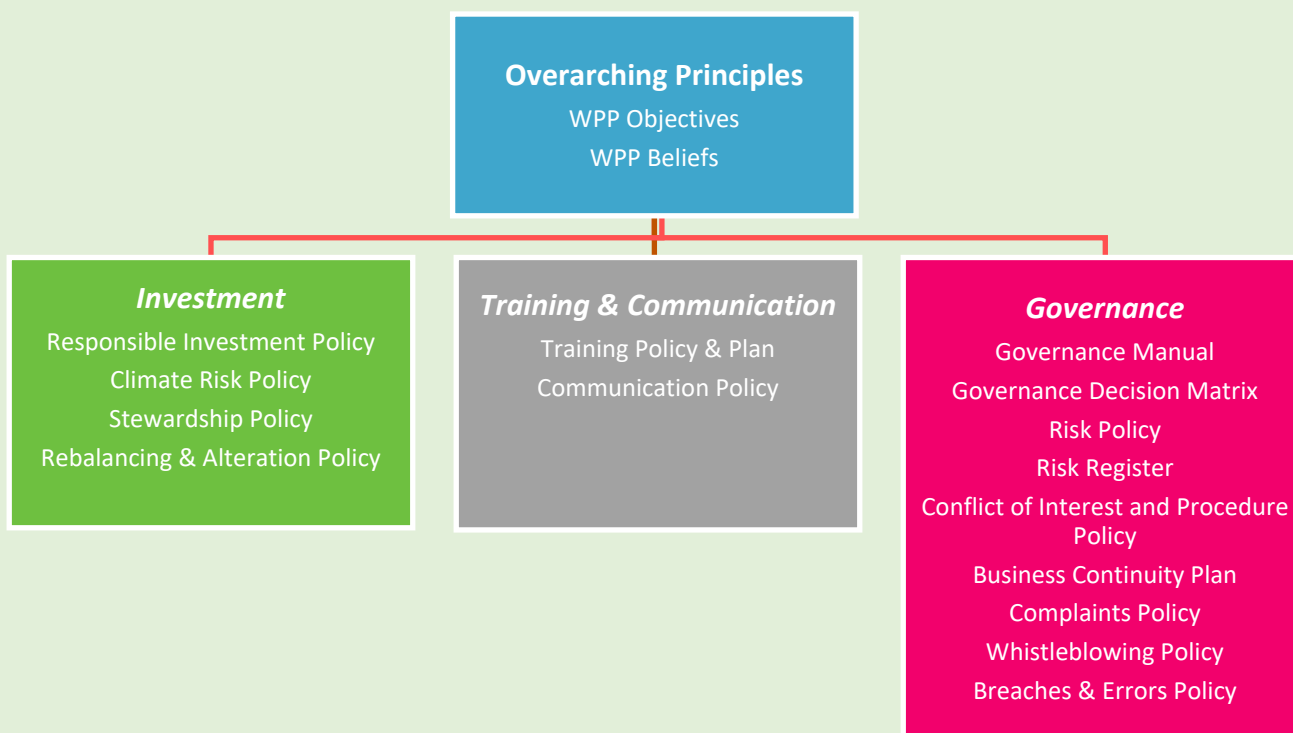 Overarching Principles
WPP Objectives
WPP Beliefs
Investment
Responsible Investment Policy
Climate Risk Policy
Stewardship Policy
Rebalancing & Alteration Policy
Training & Communication
Training Policy & Plan
Communication Policy
Governance
Governance Manual
Governance Decision Matrix
Risk Policy
Risk Register
Conflict of Interest and Procedure
Policy
Business Continuity Plan
Complaints Policy
Whistleblowing Policy
Breaches & Errors Policy